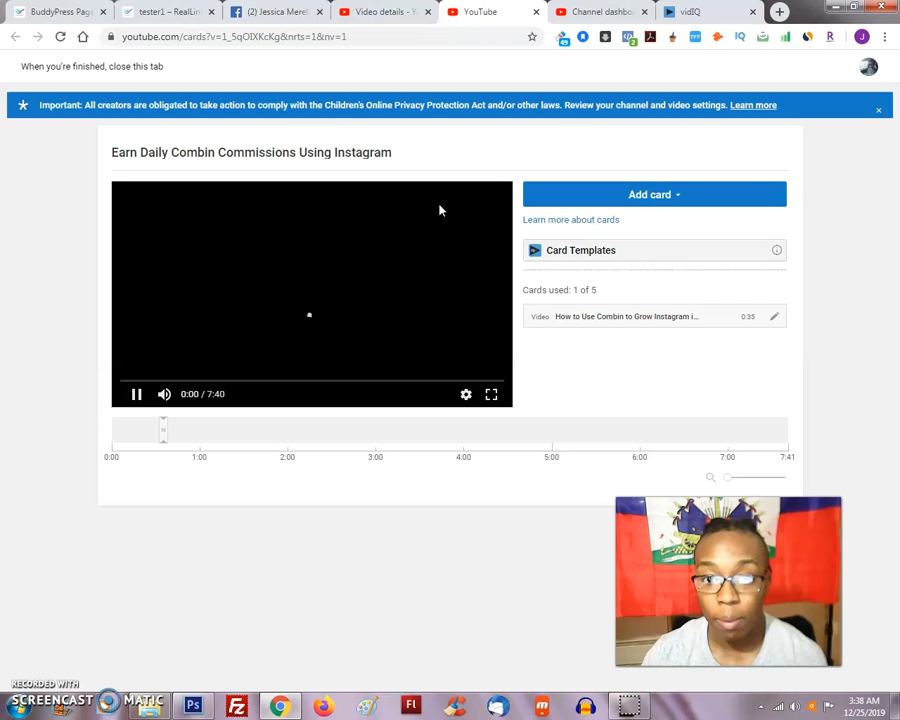 BuddyPress Page
tester1 – RealLin
(2) Jessica Mere
Video details - Y
YouTube
Channel dashbo
vidIQ
youtube.com/cards?v=1_5qOIXKcKg&nrts=1&nv=1
When you're finished, close this tab
Important: All creators are obligated to take action to comply with the Children's Online Privacy Protection Act and/or other laws. Review your channel and video settings. Learn more
Earn Daily Combin Commissions Using Instagram
Add card
Learn more about cards
Card Templates
Cards used: 1 of 5
Video How to Use Combin to Grow Instagram i... 0:35
0:00 / 7:40
0:00 1:00 2:00 3:00 4:00 5:00 6:00 7:00 7:41
RECORDED WITH
SCREENCAST MATIC
3:38 AM
12/25/2019